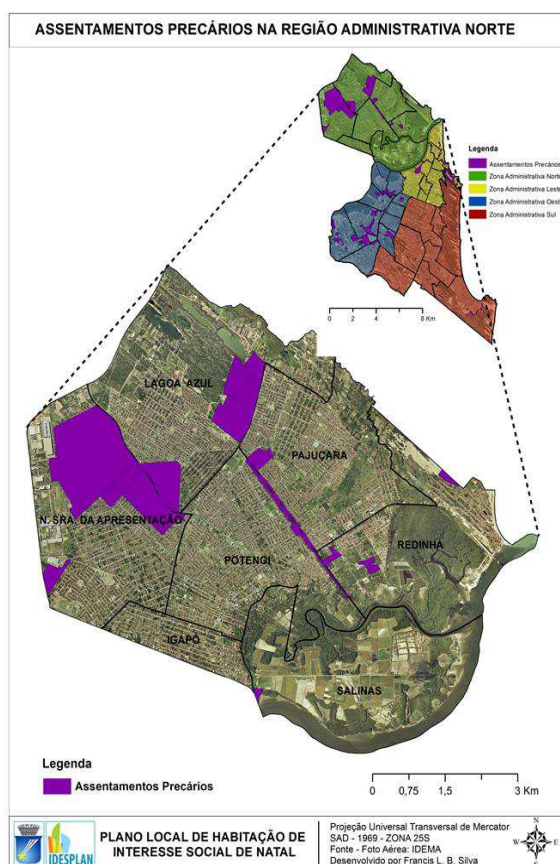 ASSENTAMENTOS PRECÁRIOS NA REGIÃO ADMINISTRATIVA NORTE
Legenda
Assentamentos Precários
Zona Administrativa Norte
Zona Administrativa Leste
Zona Administrativa Oeste
Zona Administrativa Sul
0 2 4 8 Km
LAGOA AZUL
PAJUÇARA
N. SRA. DA APRESENTAÇÃO
REDINHA
POTENGI
IGAPÓ
SALINAS
Legenda
Assentamentos Precários
0 0,75 1,5 3 Km
IDESPLAN
PLANO LOCAL DE HABITAÇÃO DE
INTERESSE SOCIAL DE NATAL
Projeção Universal Transversal de Mercator
SAD - 1969 - ZONA 25S
Fonte - Foto Aérea: IDEMA
Desenvolvido por Francis L. B. Silva
N
W
S